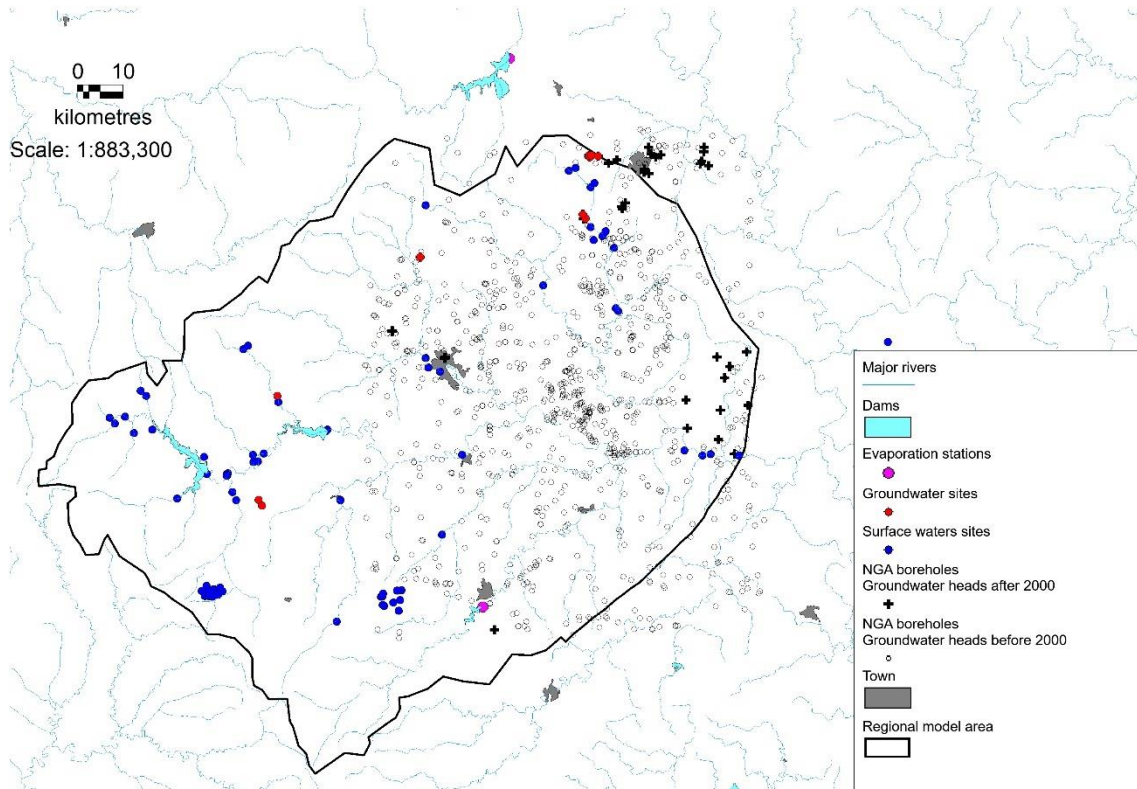 0 10
kilometres
Scale: 1:883,300
Major rivers
Dams
Evaporation stations
Groundwater sites
Surface waters sites
NGA boreholes
Groundwater heads after 2000
NGA boreholes
Groundwater heads before 2000
Town
Regional model area